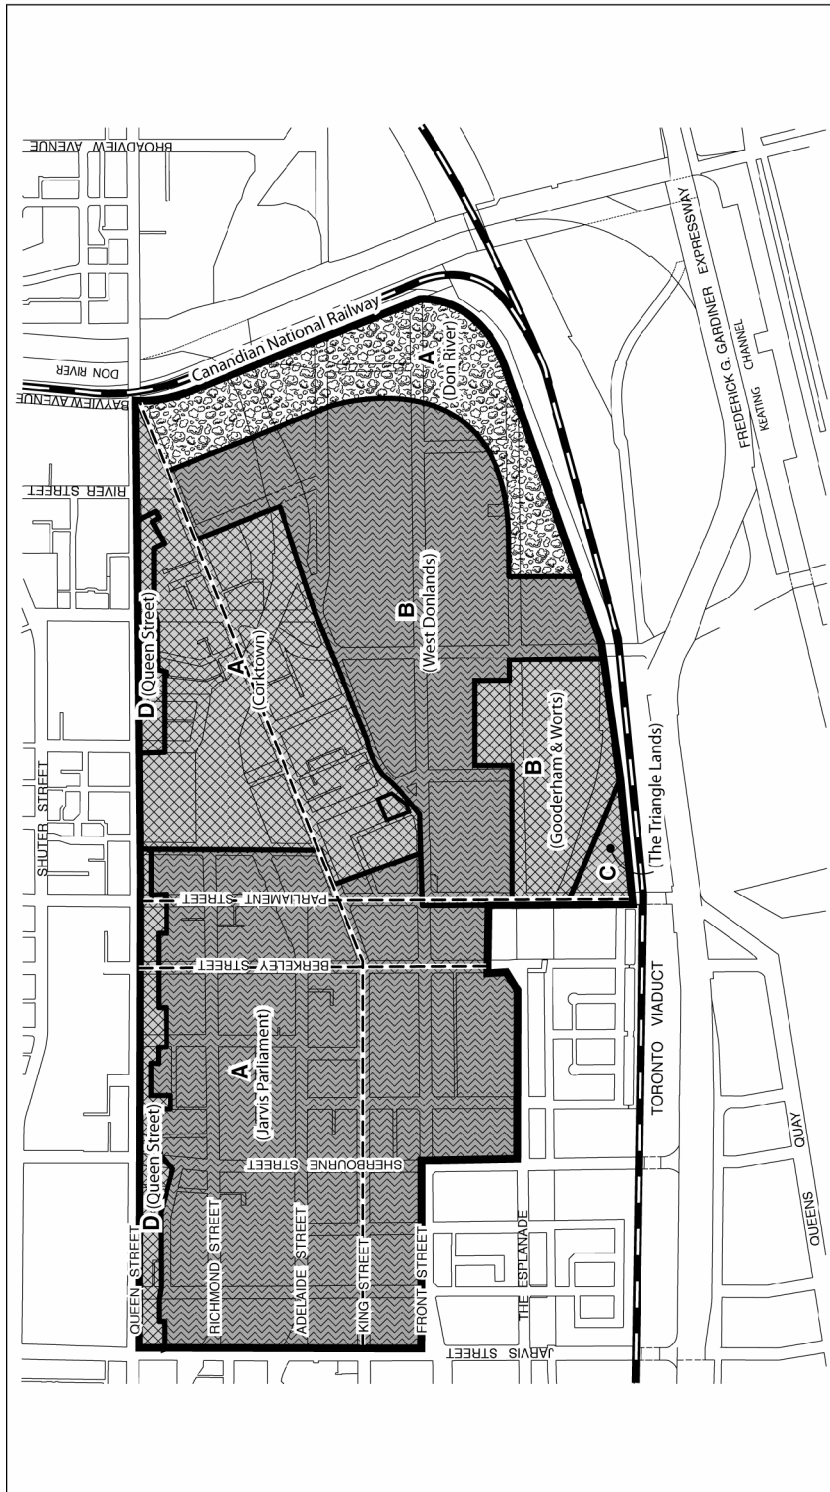 BROADVIEW AVENUE
DON RIVER
BAYVIEW AVENUE
RIVER STREET
SHUTER STREET
Canandian National Railway
A
(Don River)
FREDERICK G. GARDINER EXPRESSWAY
KEATING CHANNEL
D (Queen Street)
A
(Corktown)
B
(West Donlands)
B
(Gooderham & Worts)
C
(The Triangle Lands)
PARLIAMENT STREET
BERKELEY STREET
A
(Jarvis Parliament)
D (Queen Street)
SHERBOURNE STREET
QUEEN STREET
RICHMOND STREET
ADELAIDE STREET
KING STREET
FRONT STREET
THE ESPLANADE
JARVIS STREET
TORONTO VIADUCT
QUEENS QUAY